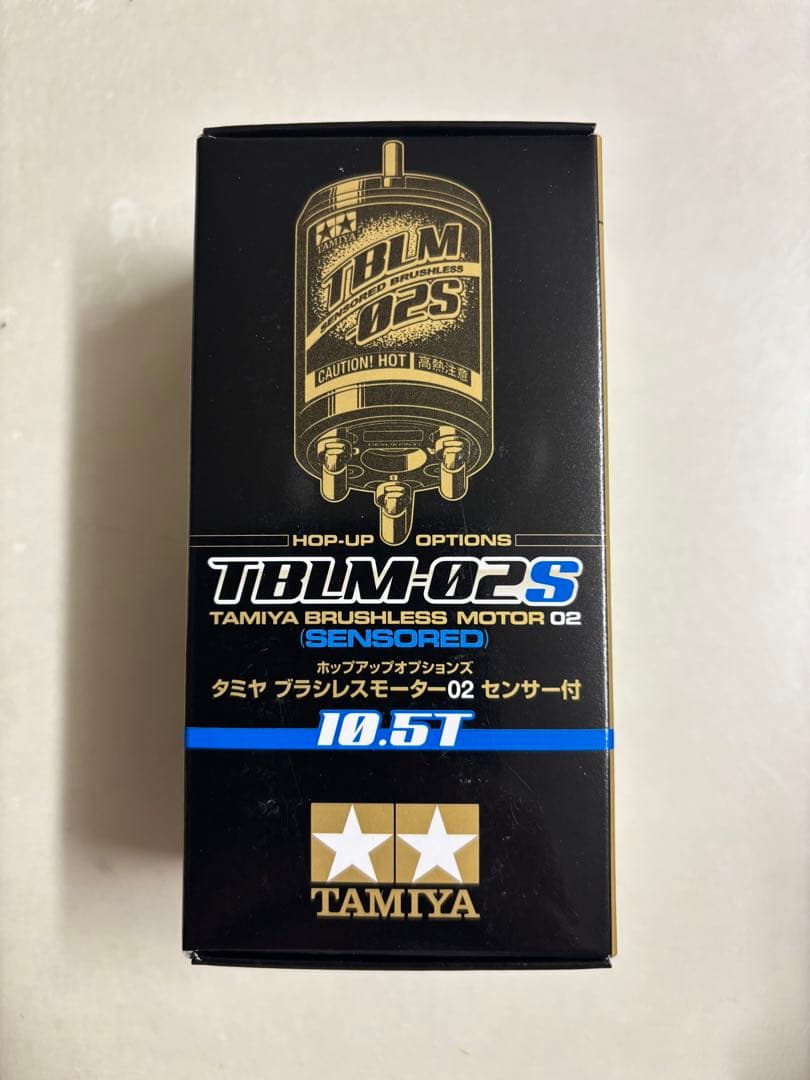 TAMIYA
TBLM
SENSORED BRUSHLESS
-02S
CAUTION! HOT 高熱注意
HOP-UP OPTIONS
TBLM-02S
TAMIYA BRUSHLESS MOTOR 02
(SENSORED)
ホップアップオプションズ
タミヤ ブラシレスモーター02 センサー付
10.5T
TAMIYA